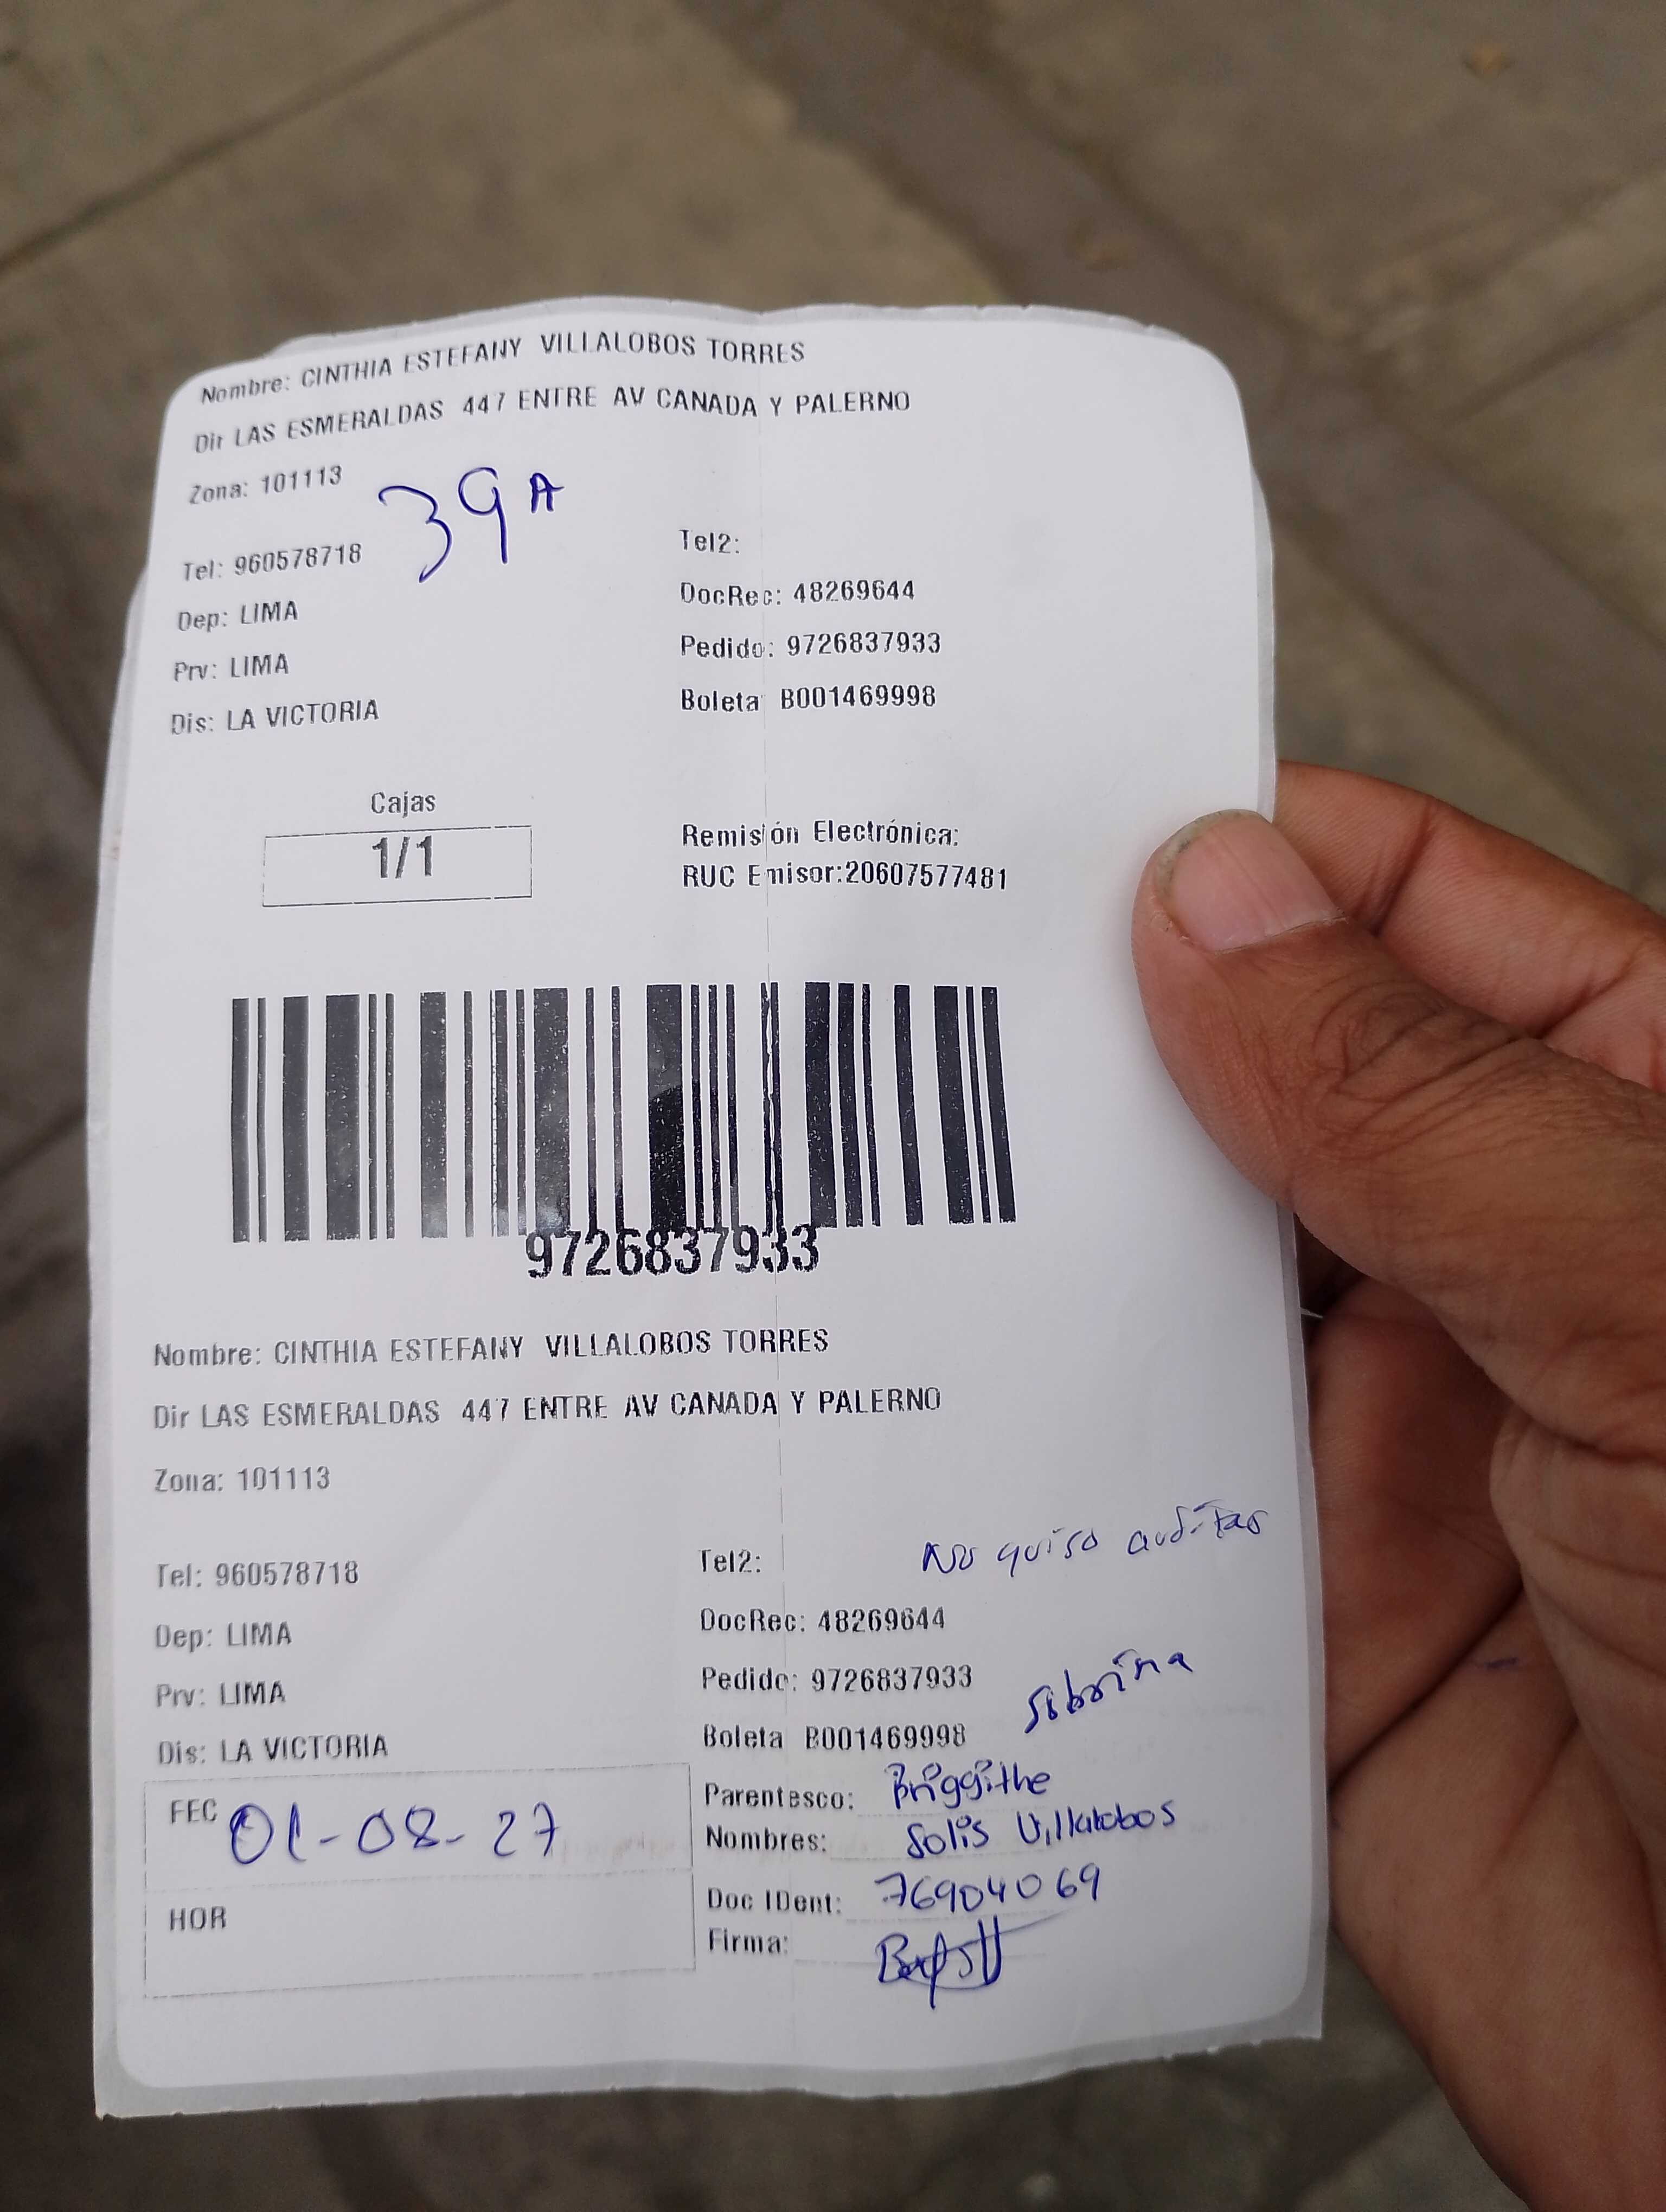 Nombre: CINTHIA ESTEFANY VILLALOBOS TORRES
Dir LAS ESMERALDAS 447 ENTRE AV CANADA Y PALERNO
Zona: 101113
39A
Tel: 960578718
Tel2:
Dep: LIMA
DocRec: 48269644
Prv: LIMA
Pedido: 9726837933
Dis: LA VICTORIA
Boleta B001469998
Cajas
1/1
Remisión Electrónica:
RUC Emisor:20607577481
9726837933
Nombre: CINTHIA ESTEFANY VILLALOBOS TORRES
Dir LAS ESMERALDAS 447 ENTRE AV CANADA Y PALERNO
Zona: 101113
No quiso auditar
Tel: 960578718
Tel2:
Dep: LIMA
DocRec: 48269644
Prv: LIMA
Pedido: 9726837933
sobrina
Dis: LA VICTORIA
Boleta B001469998
FEC 01-08-27
Parentesco: Briggithe
Nombres: Solis Villalobos
HOR
Doc IDent: 76904069
Firma: